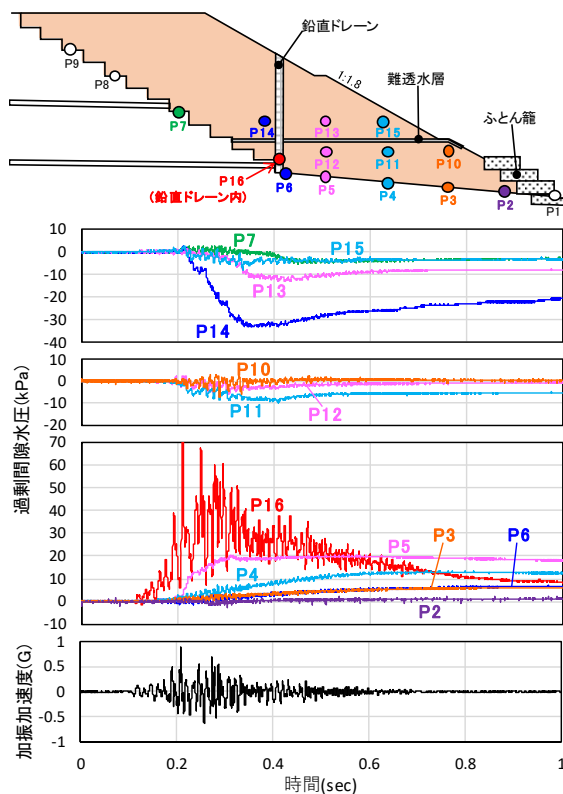 鉛直ドレーン
1:1.8
難透水層
ふとん籠
P9
P8
P7
P14
P13
P15
P12
P11
P10
P16
(鉛直ドレーン内)
P6
P5
P4
P3
P2
P1
過剰間隙水圧(kPa)
10
0
-10
-20
-30
-40
P7
P15
P13
P14
10
0
-10
-20
P10
P11
P12
70
60
50
40
30
20
10
0
-10
P16
P5
P3
P6
P4
P2
加振加速度(G)
1
0.5
0
-0.5
-1
0
0.2
0.4
0.6
0.8
1
時間(sec)